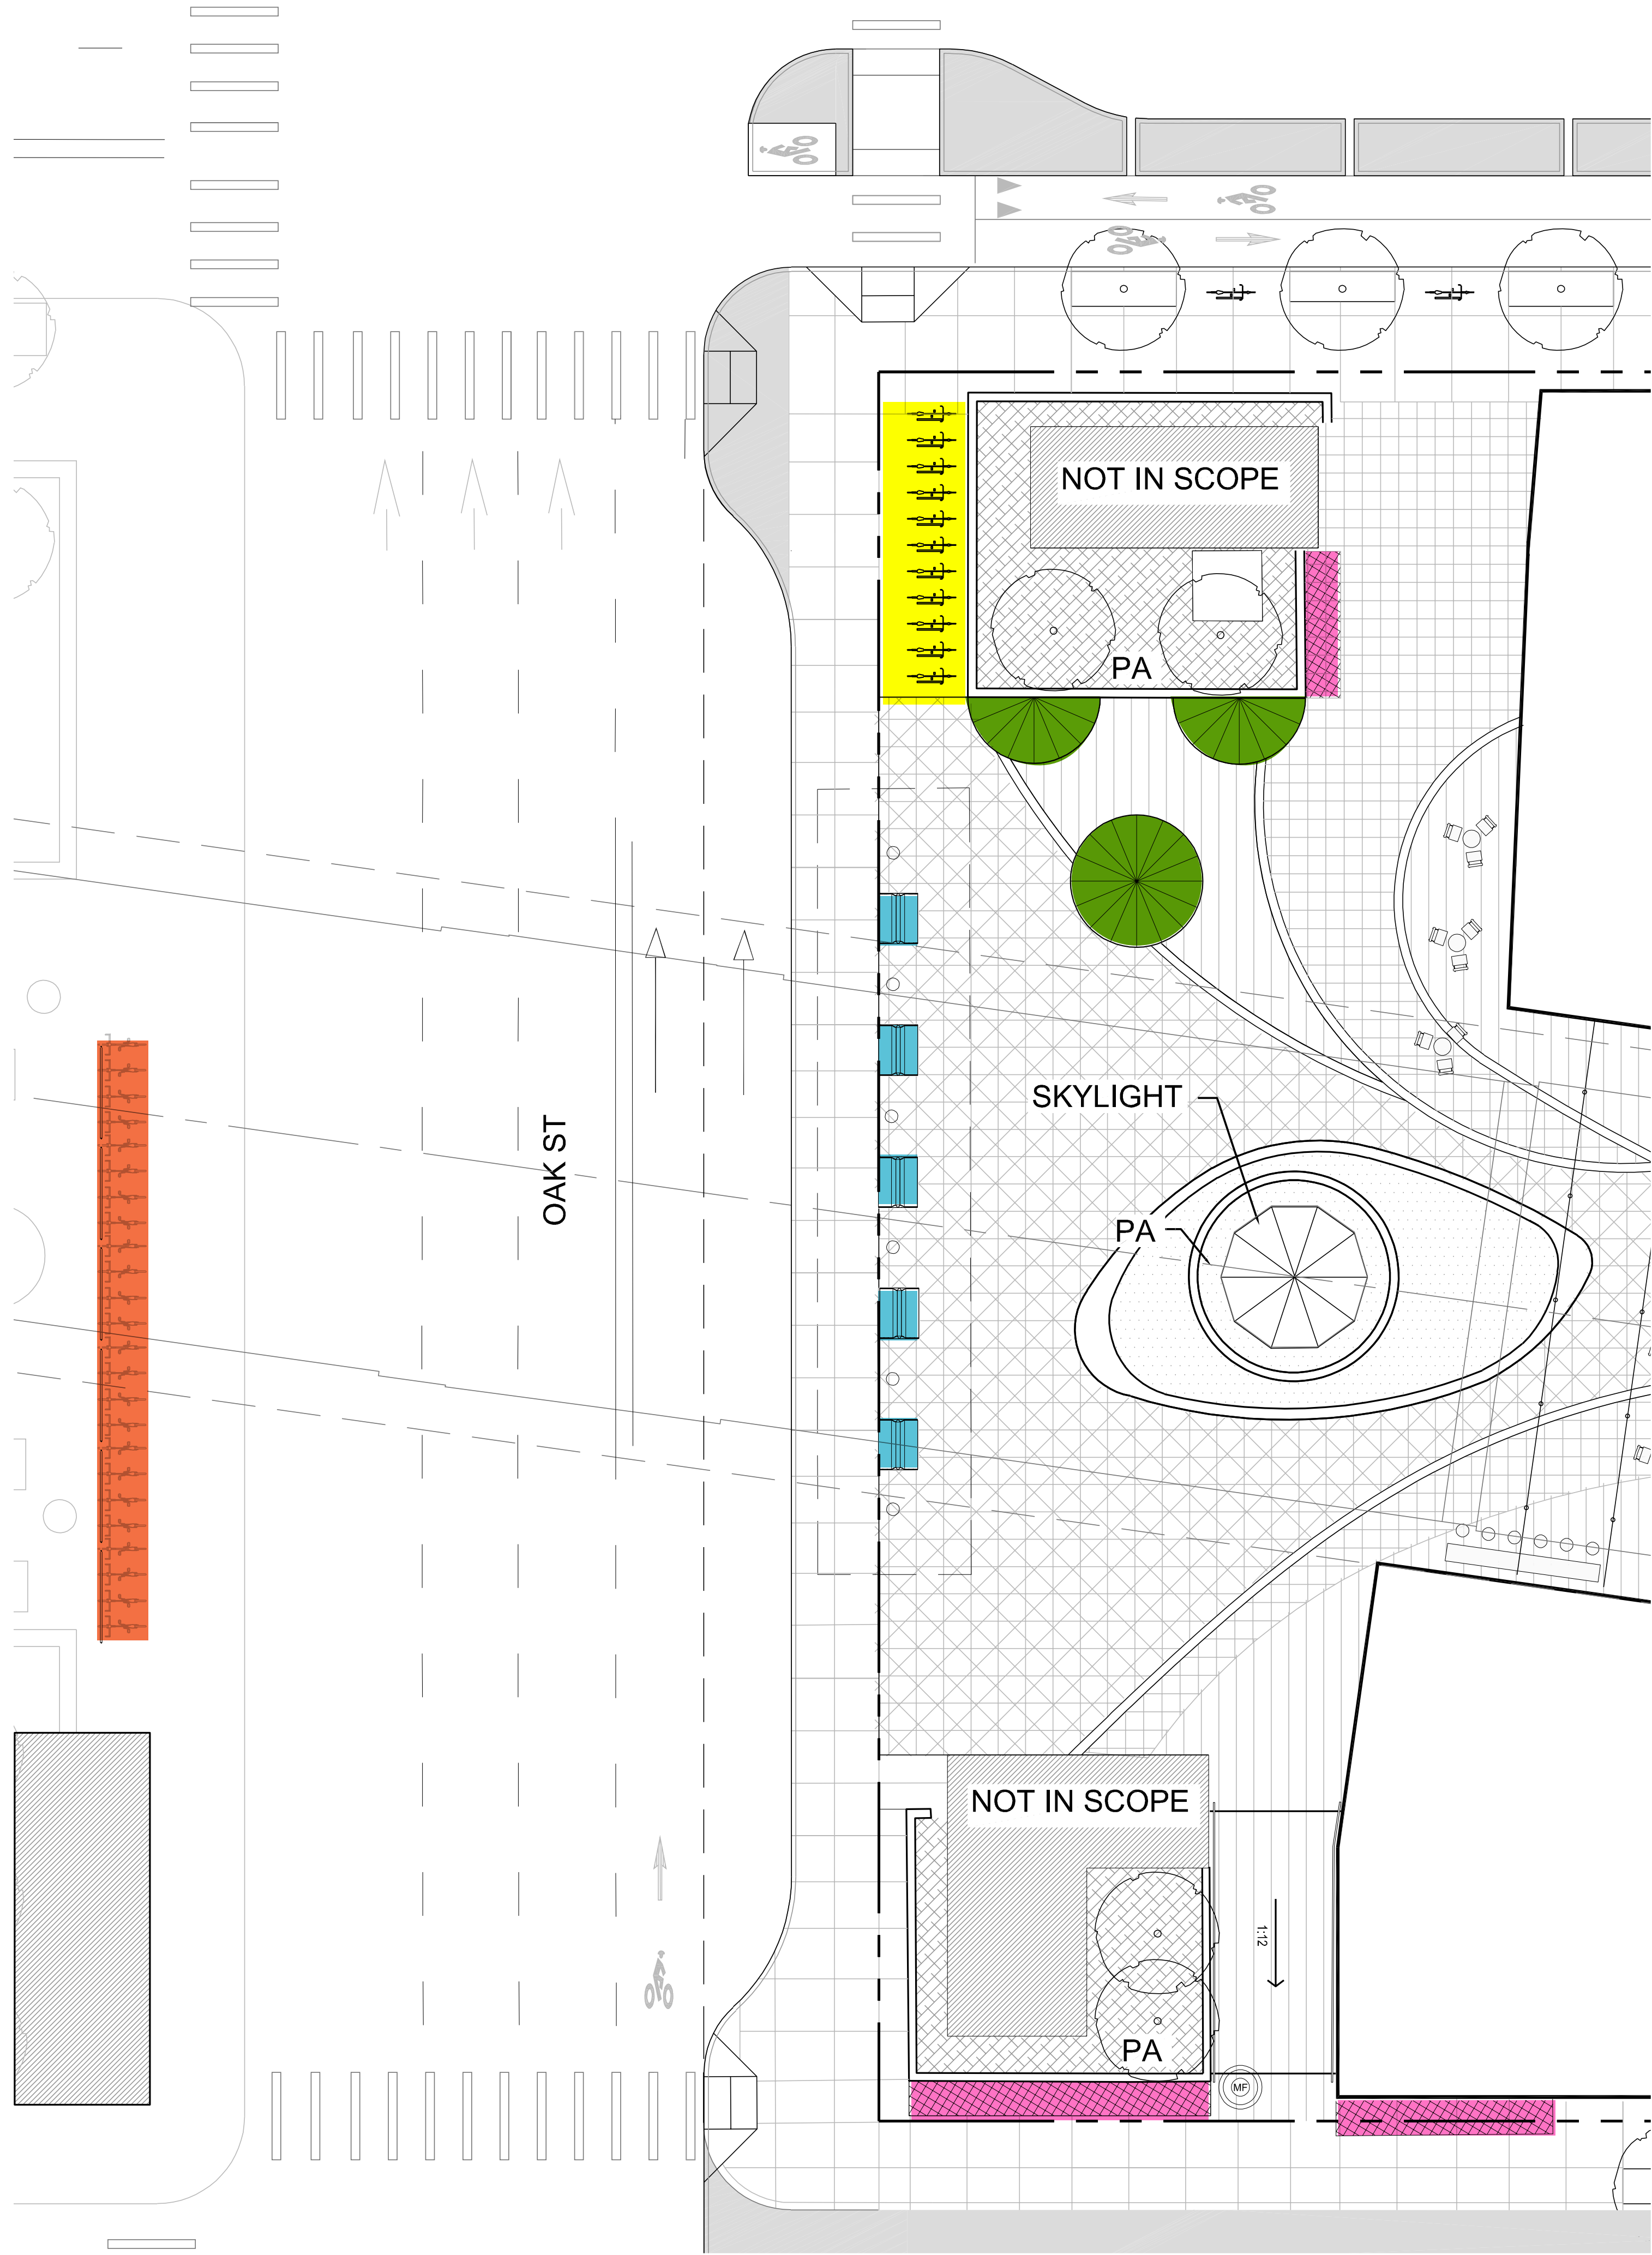 NOT IN SCOPE
PA
SKYLIGHT
OAK ST
PA
NOT IN SCOPE
1:12
PA
MF